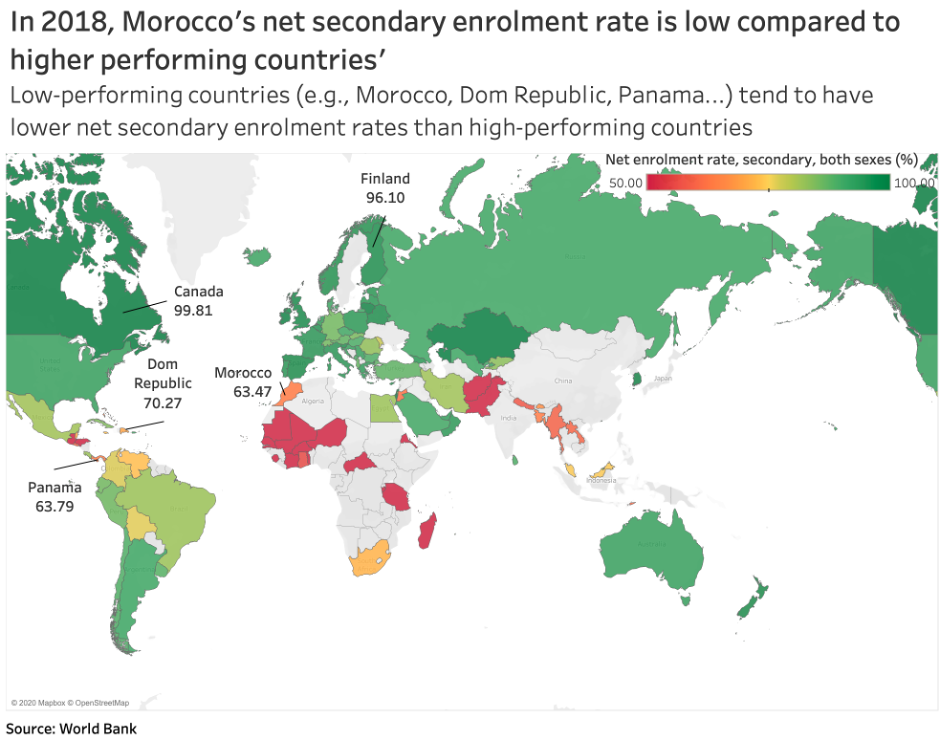 In 2018, Morocco’s net secondary enrolment rate is low compared to
higher performing countries’
Low-performing countries (e.g., Morocco, Dom Republic, Panama...) tend to have
lower net secondary enrolment rates than high-performing countries
Net enrolment rate, secondary, both sexes (%)
50.00
100.00
Finland
96.10
Canada
99.81
Dom
Republic
70.27
Morocco
63.47
Algeria
China
Japan
India
Indonesia
Panama
63.79
© 2020 Mapbox © OpenStreetMap
Source: World Bank